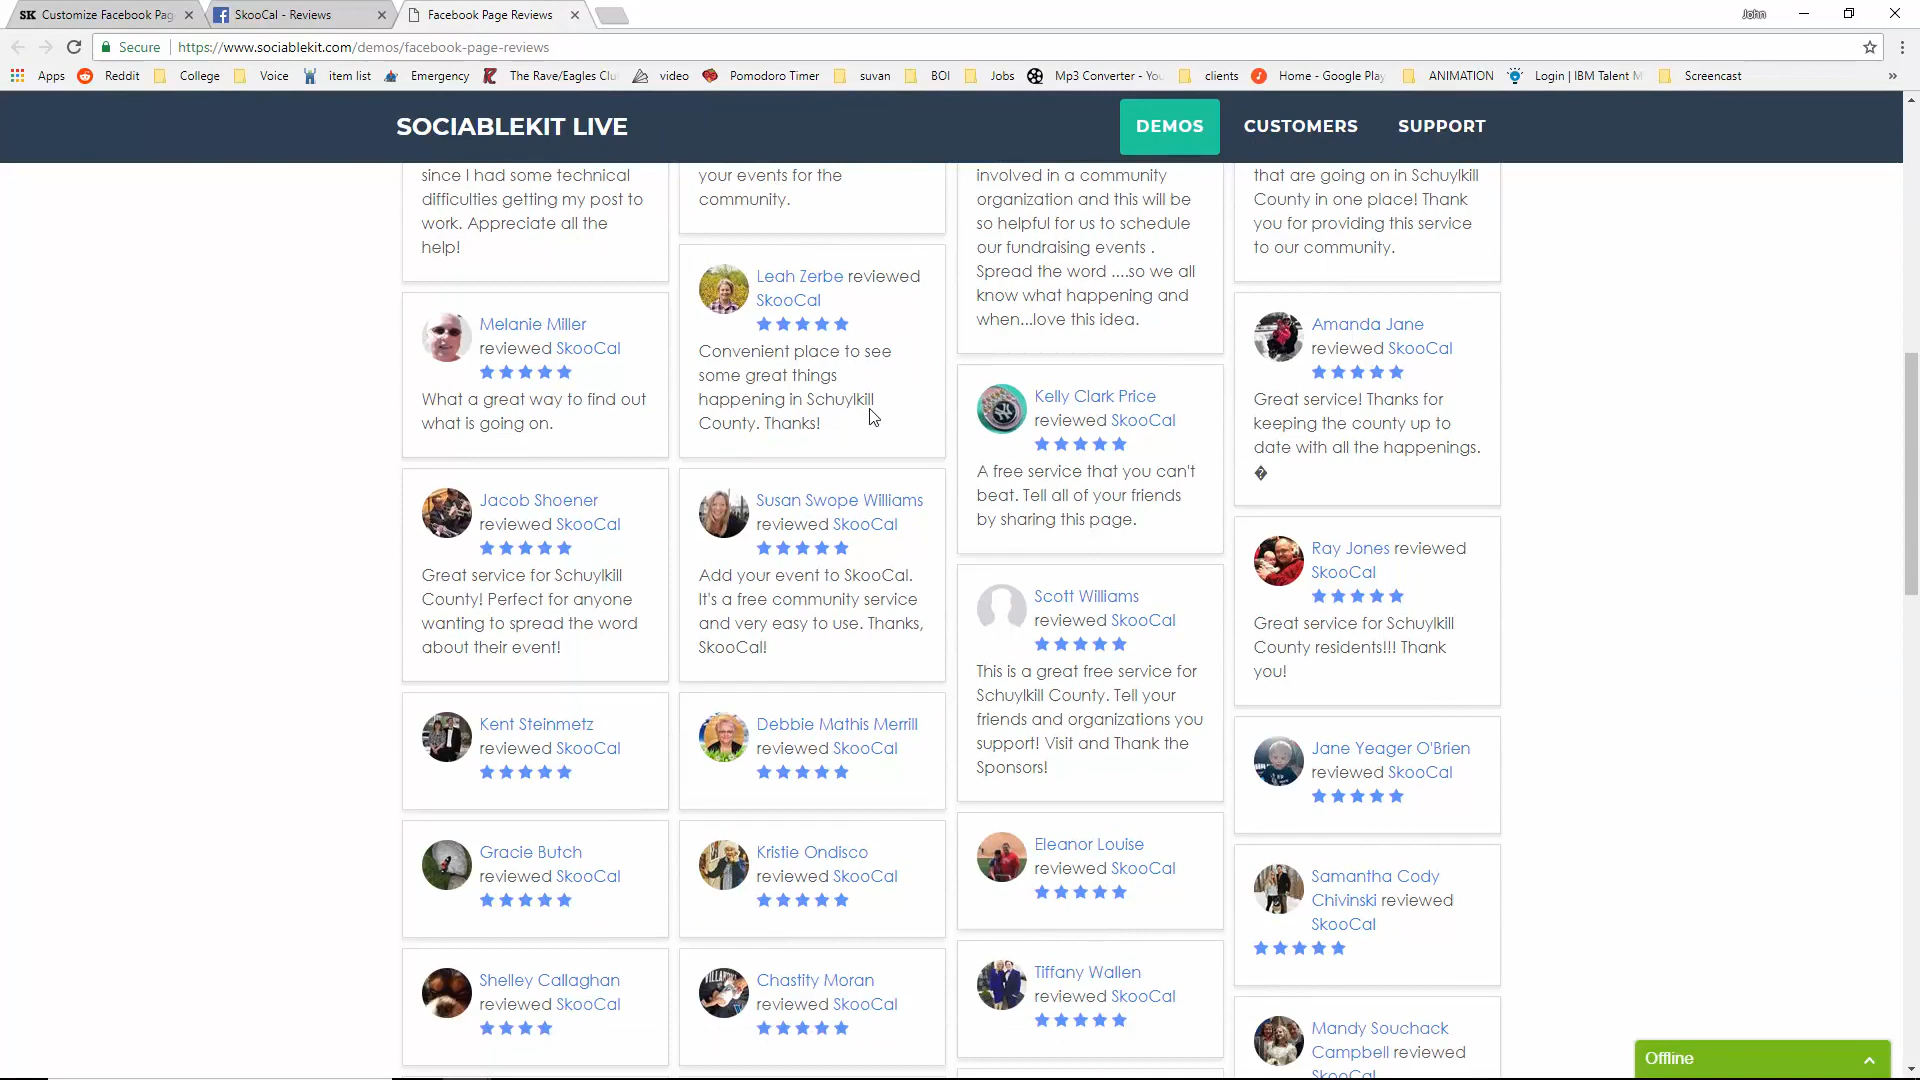 SK Customize Facebook Pag
SkooCal - Reviews
Facebook Page Reviews
John
Secure
https://www.sociablekit.com/demos/facebook-page-reviews
Apps
Reddit
College
Voice
item list
Emergency
The Rave/Eagles Clu
video
Pomodoro Timer
suvan
BOI
Jobs
Mp3 Converter - You
clients
Home - Google Play
ANIMATION
Login | IBM Talent M
Screencast
SOCIABLEKIT LIVE
DEMOS
CUSTOMERS
SUPPORT
since I had some technical
difficulties getting my post to
work. Appreciate all the
help!
Melanie Miller
reviewed SkooCal
What a great way to find out
what is going on.
Jacob Shoener
reviewed SkooCal
Great service for Schuylkill
County! Perfect for anyone
wanting to spread the word
about their event!
Kent Steinmetz
reviewed SkooCal
Gracie Butch
reviewed SkooCal
Shelley Callaghan
reviewed SkooCal
your events for the
community.
Leah Zerbe reviewed
SkooCal
Convenient place to see
some great things
happening in Schuylkill
County. Thanks!
Susan Swope Williams
reviewed SkooCal
Add your event to SkooCal.
It's a free community service
and very easy to use. Thanks,
SkooCal!
Debbie Mathis Merrill
reviewed SkooCal
Kristie Ondisco
reviewed SkooCal
Chastity Moran
reviewed SkooCal
involved in a community
organization and this will be
so helpful for us to schedule
our fundraising events .
Spread the word ....so we all
know what happening and
when...love this idea.
Kelly Clark Price
reviewed SkooCal
A free service that you can't
beat. Tell all of your friends
by sharing this page.
Scott Williams
reviewed SkooCal
This is a great free service for
Schuylkill County. Tell your
friends and organizations you
support! Visit and Thank the
Sponsors!
Eleanor Louise
reviewed SkooCal
Tiffany Wallen
reviewed SkooCal
that are going on in Schuylkill
County in one place! Thank
you for providing this service
to our community.
Amanda Jane
reviewed SkooCal
Great service! Thanks for
keeping the county up to
date with all the happenings.
�
Ray Jones reviewed
SkooCal
Great service for Schuylkill
County residents!!! Thank
you!
Jane Yeager O'Brien
reviewed SkooCal
Samantha Cody
Chivinski reviewed
SkooCal
Mandy Souchack
Campbell reviewed
SkooCal
Offline